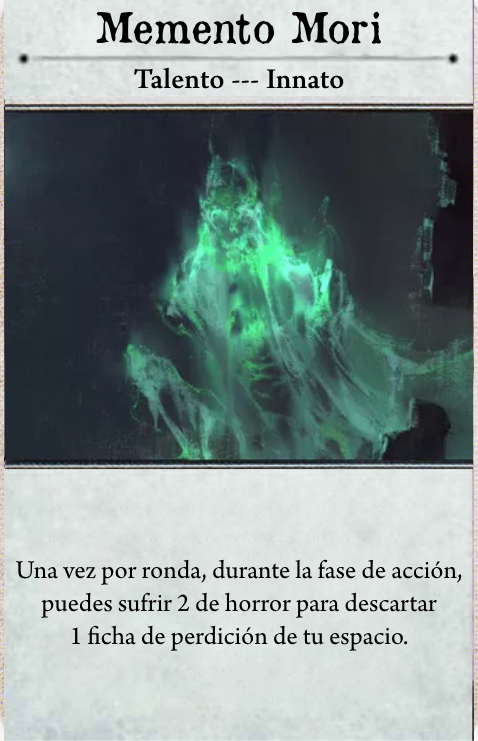 Memento Mori
Talento --- Innato
Una vez por ronda, durante la fase de acción,
puedes sufrir 2 de horror para descartar
1 ficha de perdición de tu espacio.